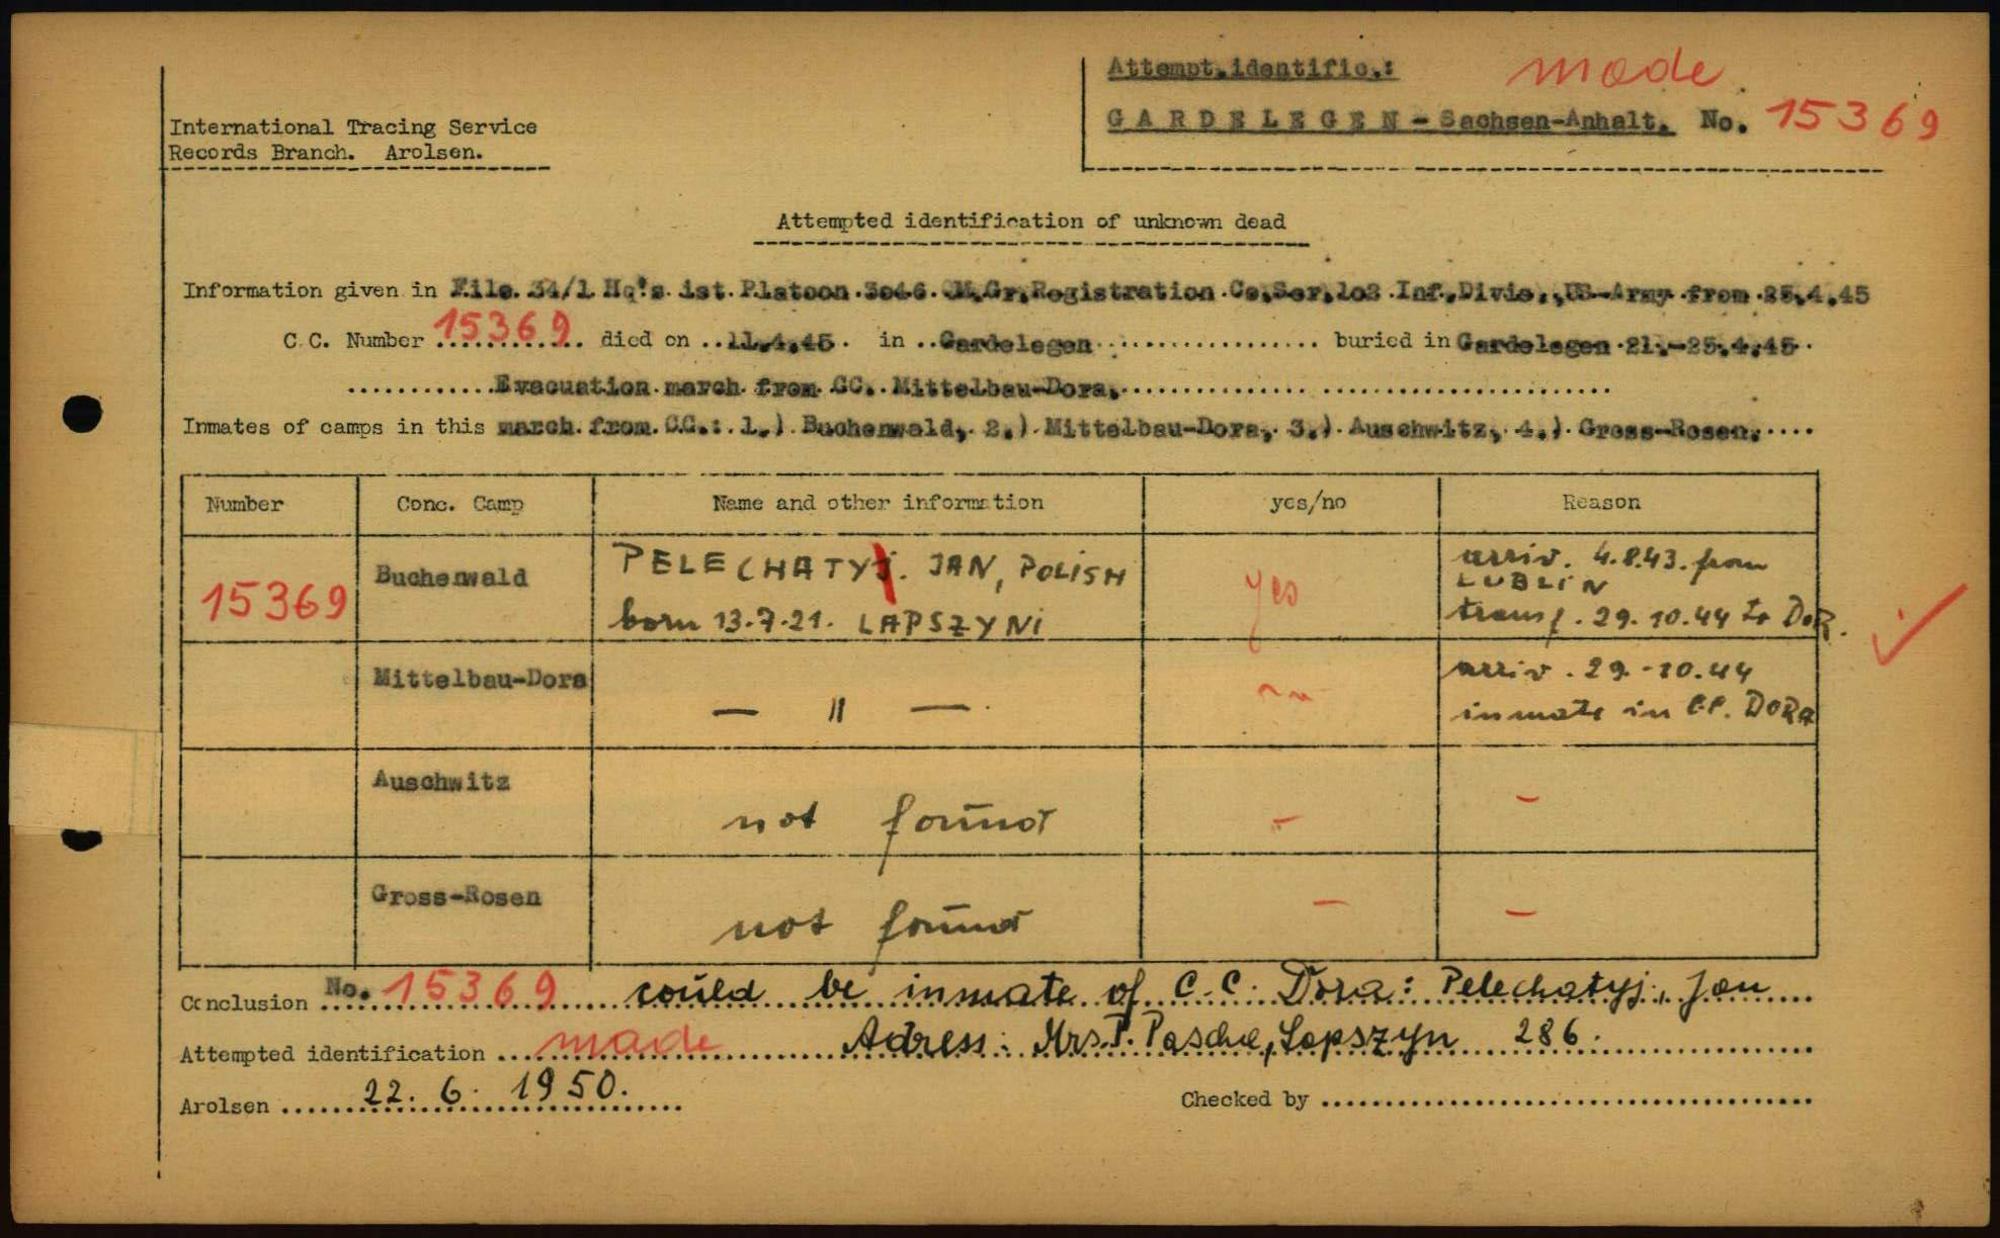 Attempt.identific.: made
GARDELEGEN - Sachsen-Anhalt. No. 15369
International Tracing Service
Records Branch. Arolsen.
Attempted identification of unknown dead
Information given in File. 34/1 Hq's 1st. Platoon 3046. QM.Gr.Registration Co.Ser.102 Inf.Divis., US-Army from 25.4.45
C.C. Number 15369 died on 11.4.45. in Gardelegen buried in Gardelegen 21.-25.4.45
Evacuation march from CC. Mittelbau-Dora.
Inmates of camps in this march from C.C.: 1.) Buchenwald, 2.) Mittelbau-Dora, 3.) Auschwitz, 4.) Gross-Rosen.
Number Conc. Camp Name and other information yes/no Reason
15369 Buchenwald PELECHATYJ. JAN, POLISH yes arriv. 4.8.43. from
LUBLIN
born 13.7.21. LAPSZYNI transf. 29.10.44 to DoR.
Mittelbau-Dora — " — arriv. 29.-10.44
inmate in CC. DORA
Auschwitz not found - -
Gross-Rosen not found - -
Conclusion No. 15369 could be inmate of C.C. Dora: Pelechatyj, Jan
Attempted identification made Adress: Mrs. P. Pasche, Lapszyn 286.
Arolsen 22. 6. 1950. Checked by